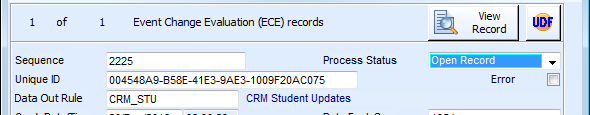 1 of 1 Event Change Evaluation (ECE) records View Record UDF
Sequence 2225 Process Status Open Record
Unique ID 004548A9-B58E-41E3-9AE3-1009F20AC075 Error
Data Out Rule CRM_STU CRM Student Updates